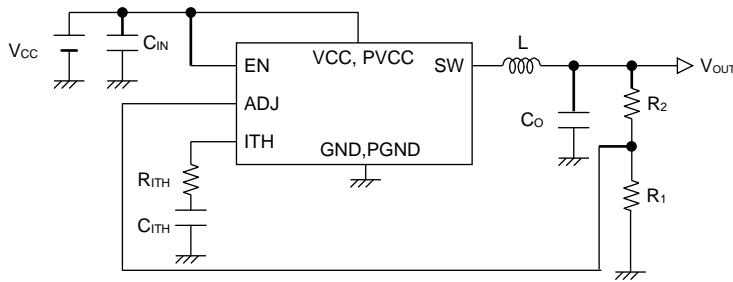 VCC
CIN
VCC, PVCC
EN
SW
L
VOUT
ADJ
R2
CO
ITH
GND,PGND
RITH
R1
CITH